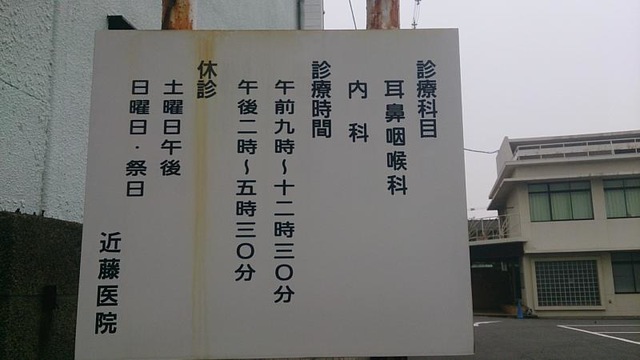 診療科目
耳鼻咽喉科
内科
診療時間
午前九時〜十二時三〇分
午後二時〜五時三〇分
休診
土曜日午後
日曜日・祭日
近藤医院